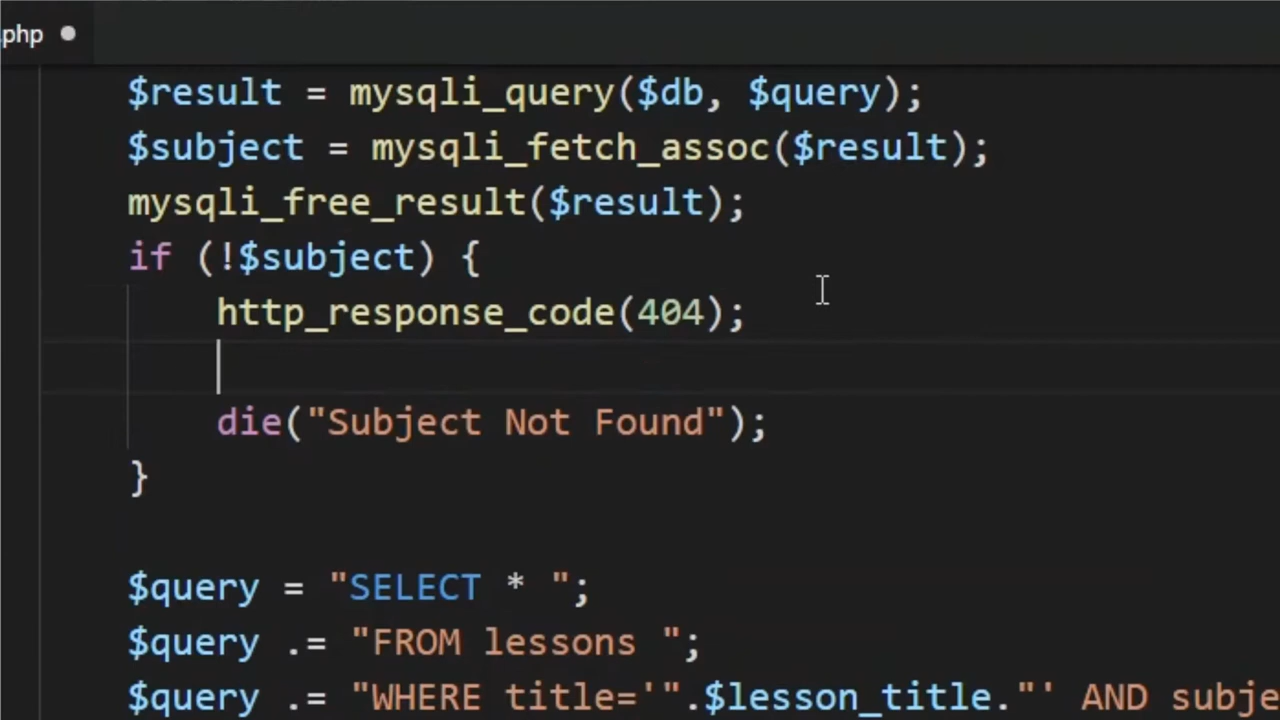 php
$result = mysqli_query($db, $query);
$subject = mysqli_fetch_assoc($result);
mysqli_free_result($result);
if (!$subject) {
http_response_code(404);
die("Subject Not Found");
}
$query = "SELECT * ";
$query .= "FROM lessons ";
$query .= "WHERE title='".$lesson_title."' AND subje